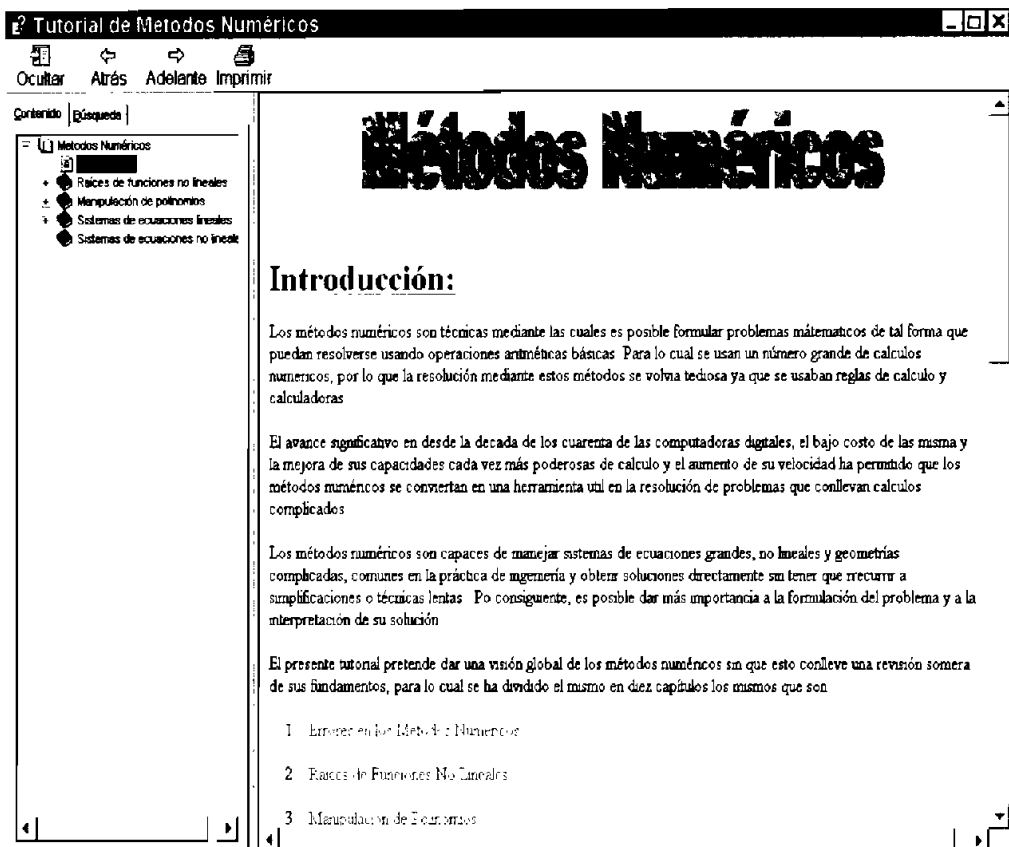 Tutorial de Metodos Numéricos
Ocultar Atrás Adelante Imprimir
Contenido Búsqueda
Metodos Numéricos
Raíces de funciones no lineales
Manipulación de polinomios
Sistemas de ecuaciones lineales
Sistemas de ecuaciones no lineale
Métodos Numéricos
Introducción:
Los métodos numéricos son técnicas mediante las cuales es posible formular problemas mátematicos de tal forma que
puedan resolverse usando operaciones aritméticas básicas Para lo cual se usan un número grande de calculos
numericos, por lo que la resolución mediante estos métodos se volvia tediosa ya que se usaban reglas de calculo y
calculadoras
El avance significativo en desde la decada de los cuarenta de las computadoras digitales, el bajo costo de las misma y
la mejora de sus capacidades cada vez más poderosas de calculo y el aumento de su velocidad ha permitido que los
métodos numéricos se conviertan en una herramienta util en la resolución de problemas que conllevan calculos
complicados
Los métodos numéricos son capaces de manejar sistemas de ecuaciones grandes, no lineales y geometrías
complicadas, comunes en la práctica de ingeniería y obtener soluciones directamente sin tener que rrecurrir a
simplificaciones o técnicas lentas Po consiguiente, es posible dar más importancia a la formulación del problema y a la
interpretación de su solución
El presente tutorial pretende dar una visión global de los métodos numéricos sin que esto conlleve una revisión somera
de sus fundamentos, para lo cual se ha dividido el mismo en diez capítulos los mismos que son
1 Errores en los Metodos Numericos
2 Raices de Funciones No Lineales
3 Manipulacion de Polinomios